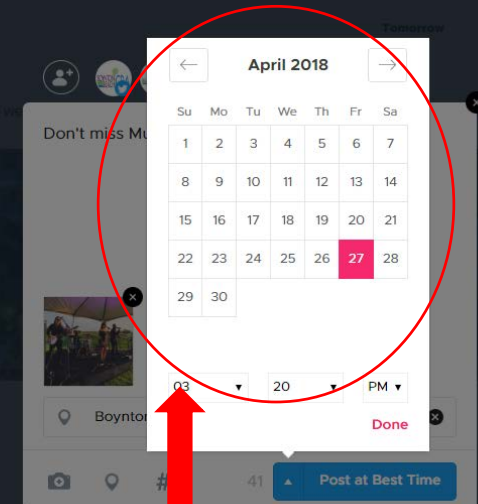 Tomorrow
April 2018
Su Mo Tu We Th Fr Sa
1 2 3 4 5 6 7
Don't miss Mu
8 9 10 11 12 13 14
15 16 17 18 19 20 21
22 23 24 25 26 27 28
29 30
03 20 PM
Boynton
Done
# 41 Post at Best Time